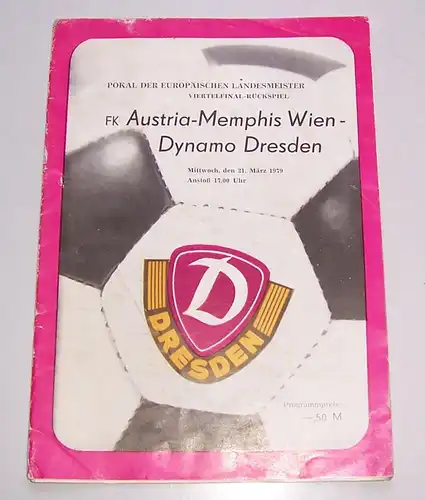 POKAL DER EUROPÄISCHEN LANDESMEISTER
VIERTELFINAL-RÜCKSPIEL
FK Austria-Memphis Wien -
Dynamo Dresden
Mittwoch, den 21. März 1979
Anstoß 17.00 Uhr
D
DRESDEN
Programmpreis:
—,50 M